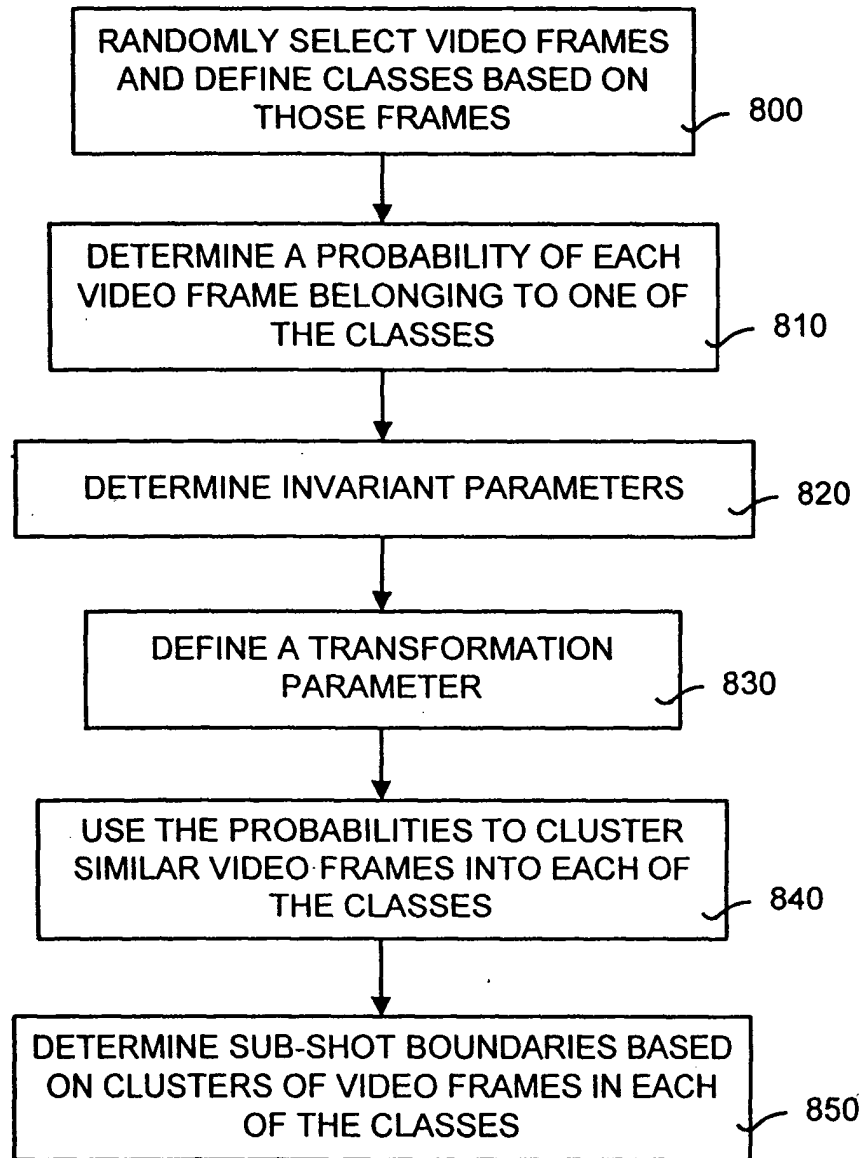 RANDOMLY SELECT VIDEO FRAMES
AND DEFINE CLASSES BASED ON
THOSE FRAMES
800
DETERMINE A PROBABILITY OF EACH
VIDEO FRAME BELONGING TO ONE OF
THE CLASSES
810
DETERMINE INVARIANT PARAMETERS
820
DEFINE A TRANSFORMATION
PARAMETER
830
USE THE PROBABILITIES TO CLUSTER
SIMILAR VIDEO FRAMES INTO EACH OF
THE CLASSES
840
DETERMINE SUB-SHOT BOUNDARIES BASED
ON CLUSTERS OF VIDEO FRAMES IN EACH
OF THE CLASSES
850